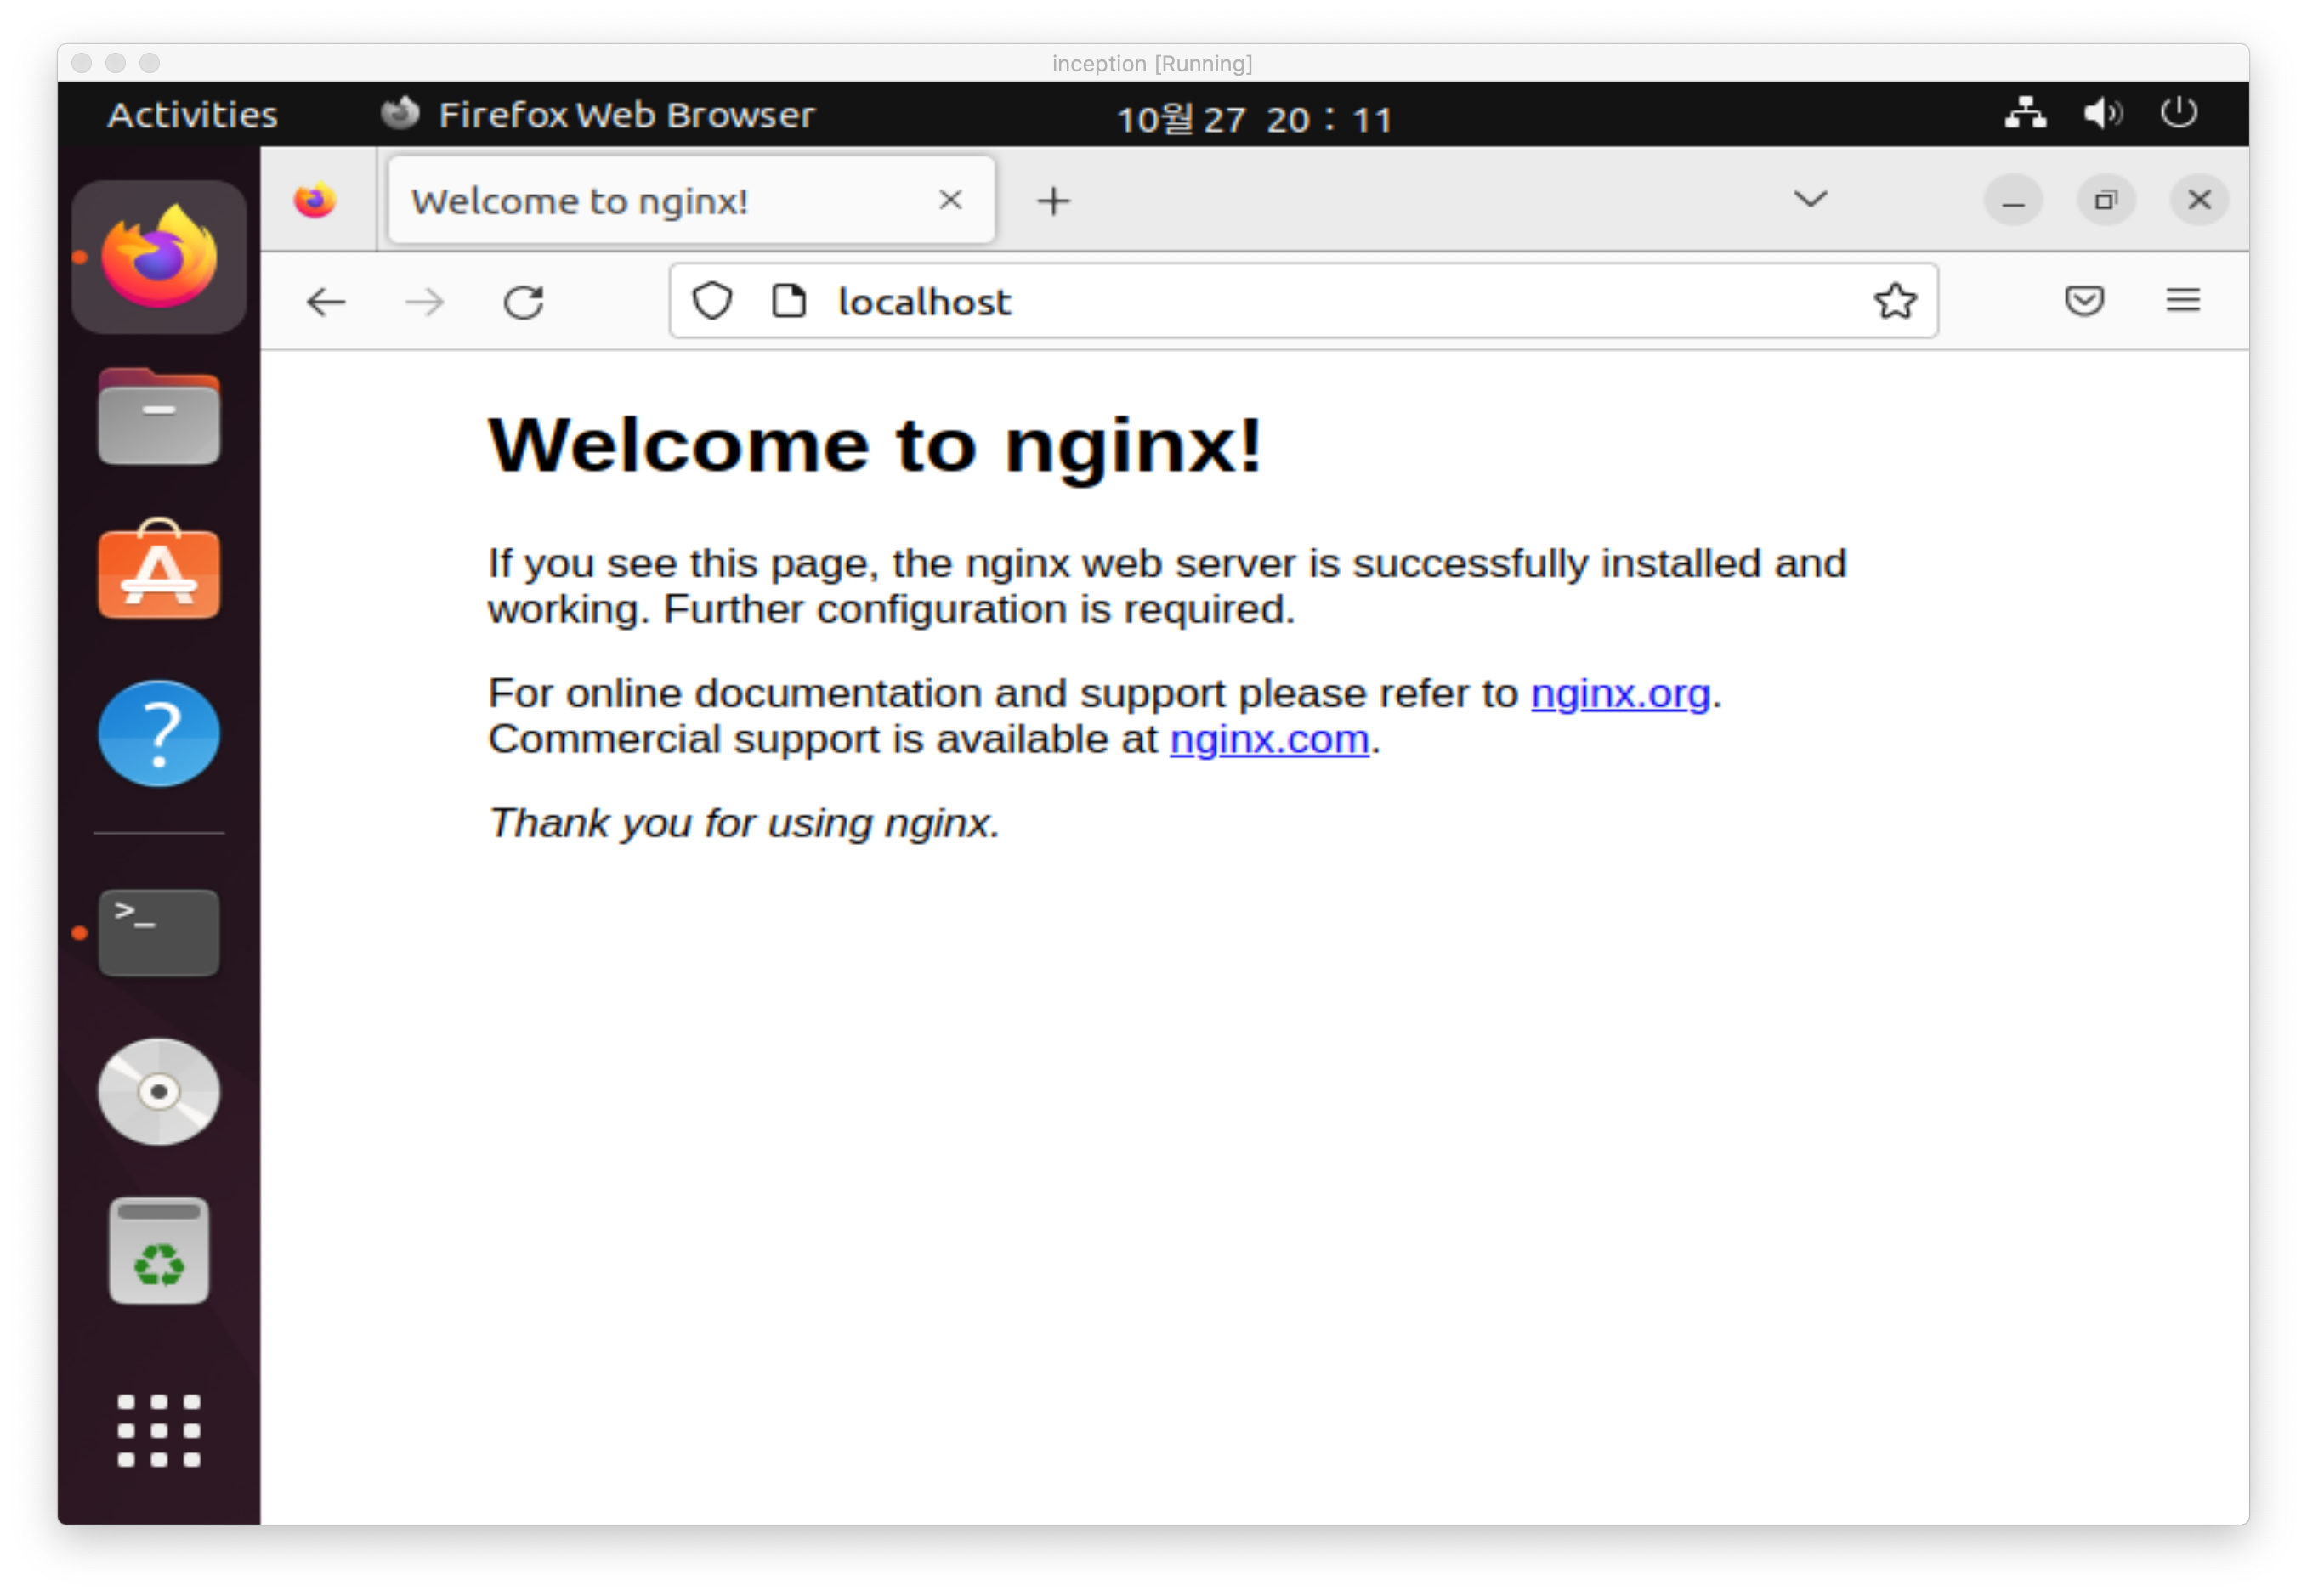 inception [Running]
Activities
Firefox Web Browser
10월 27 20 : 11
Welcome to nginx!
localhost
Welcome to nginx!
If you see this page, the nginx web server is successfully installed and
working. Further configuration is required.
For online documentation and support please refer to nginx.org.
Commercial support is available at nginx.com.
Thank you for using nginx.